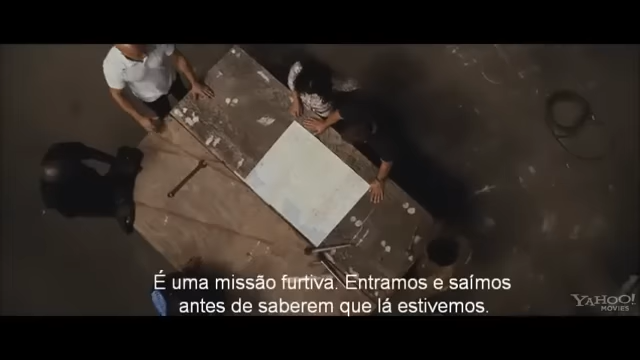 É uma missão furtiva. Entramos e saímos
antes de saberem que lá estivemos.
YAHOO!
MOVIES